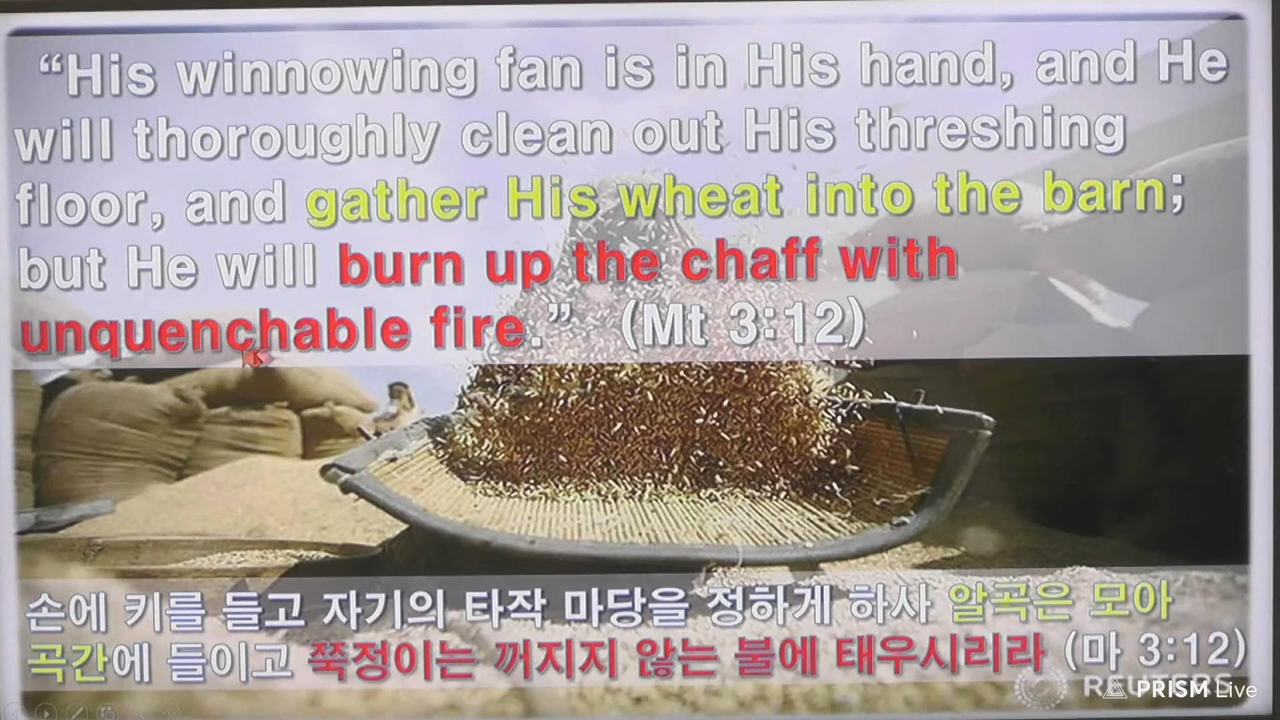 “His winnowing fan is in His hand, and He
will thoroughly clean out His threshing
floor, and gather His wheat into the barn;
but He will burn up the chaff with
unquenchable fire.” (Mt 3:12)
손에 키를 들고 자기의 타작 마당을 정하게 하사 알곡은 모아
곡간에 들이고 쭉정이는 꺼지지 않는 불에 태우시리라 (마 3:12)
REUTERS
PRISM Live